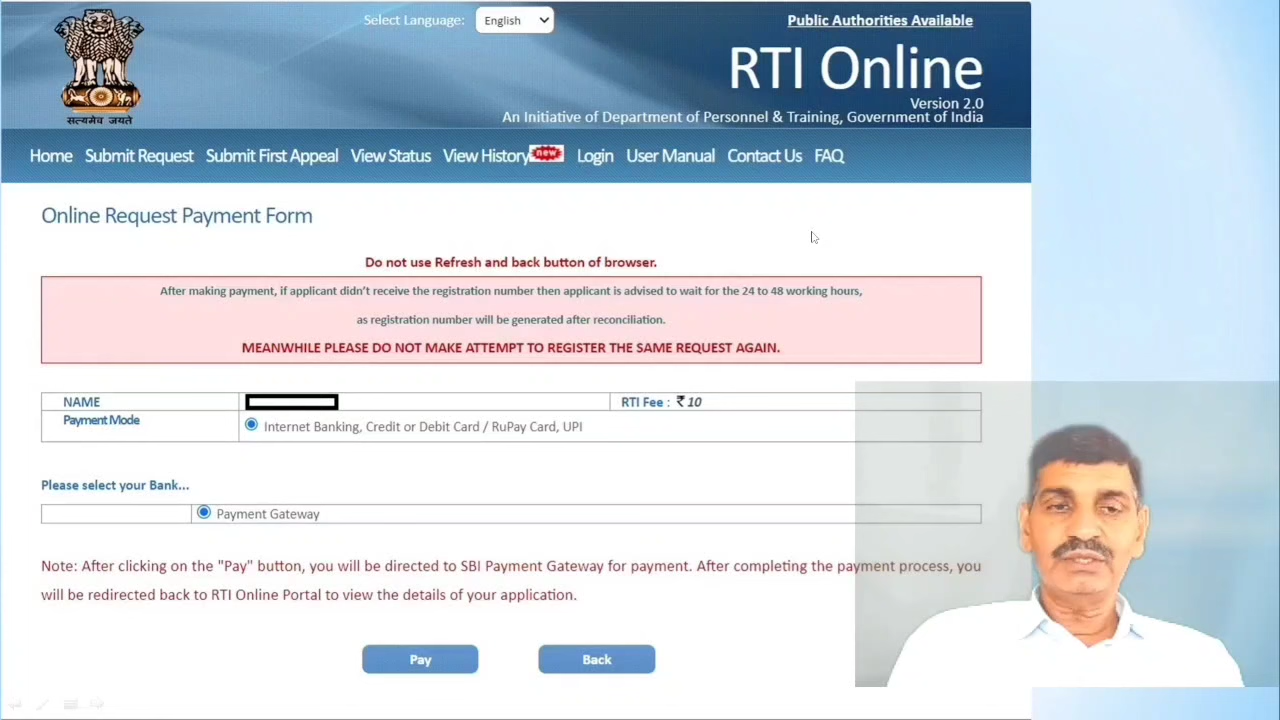 Select Language: English
Public Authorities Available
RTI Online
Version 2.0
An Initiative of Department of Personnel & Training, Government of India
सत्यमेव जयते
Home Submit Request Submit First Appeal View Status View History new Login User Manual Contact Us FAQ
Online Request Payment Form
Do not use Refresh and back button of browser.
After making payment, if applicant didn't receive the registration number then applicant is advised to wait for the 24 to 48 working hours,
as registration number will be generated after reconciliation.
MEANWHILE PLEASE DO NOT MAKE ATTEMPT TO REGISTER THE SAME REQUEST AGAIN.
NAME RTI Fee : ₹ 10
Payment Mode Internet Banking, Credit or Debit Card / RuPay Card, UPI
Please select your Bank...
Payment Gateway
Note: After clicking on the "Pay" button, you will be directed to SBI Payment Gateway for payment. After completing the payment process, you
will be redirected back to RTI Online Portal to view the details of your application.
Pay Back